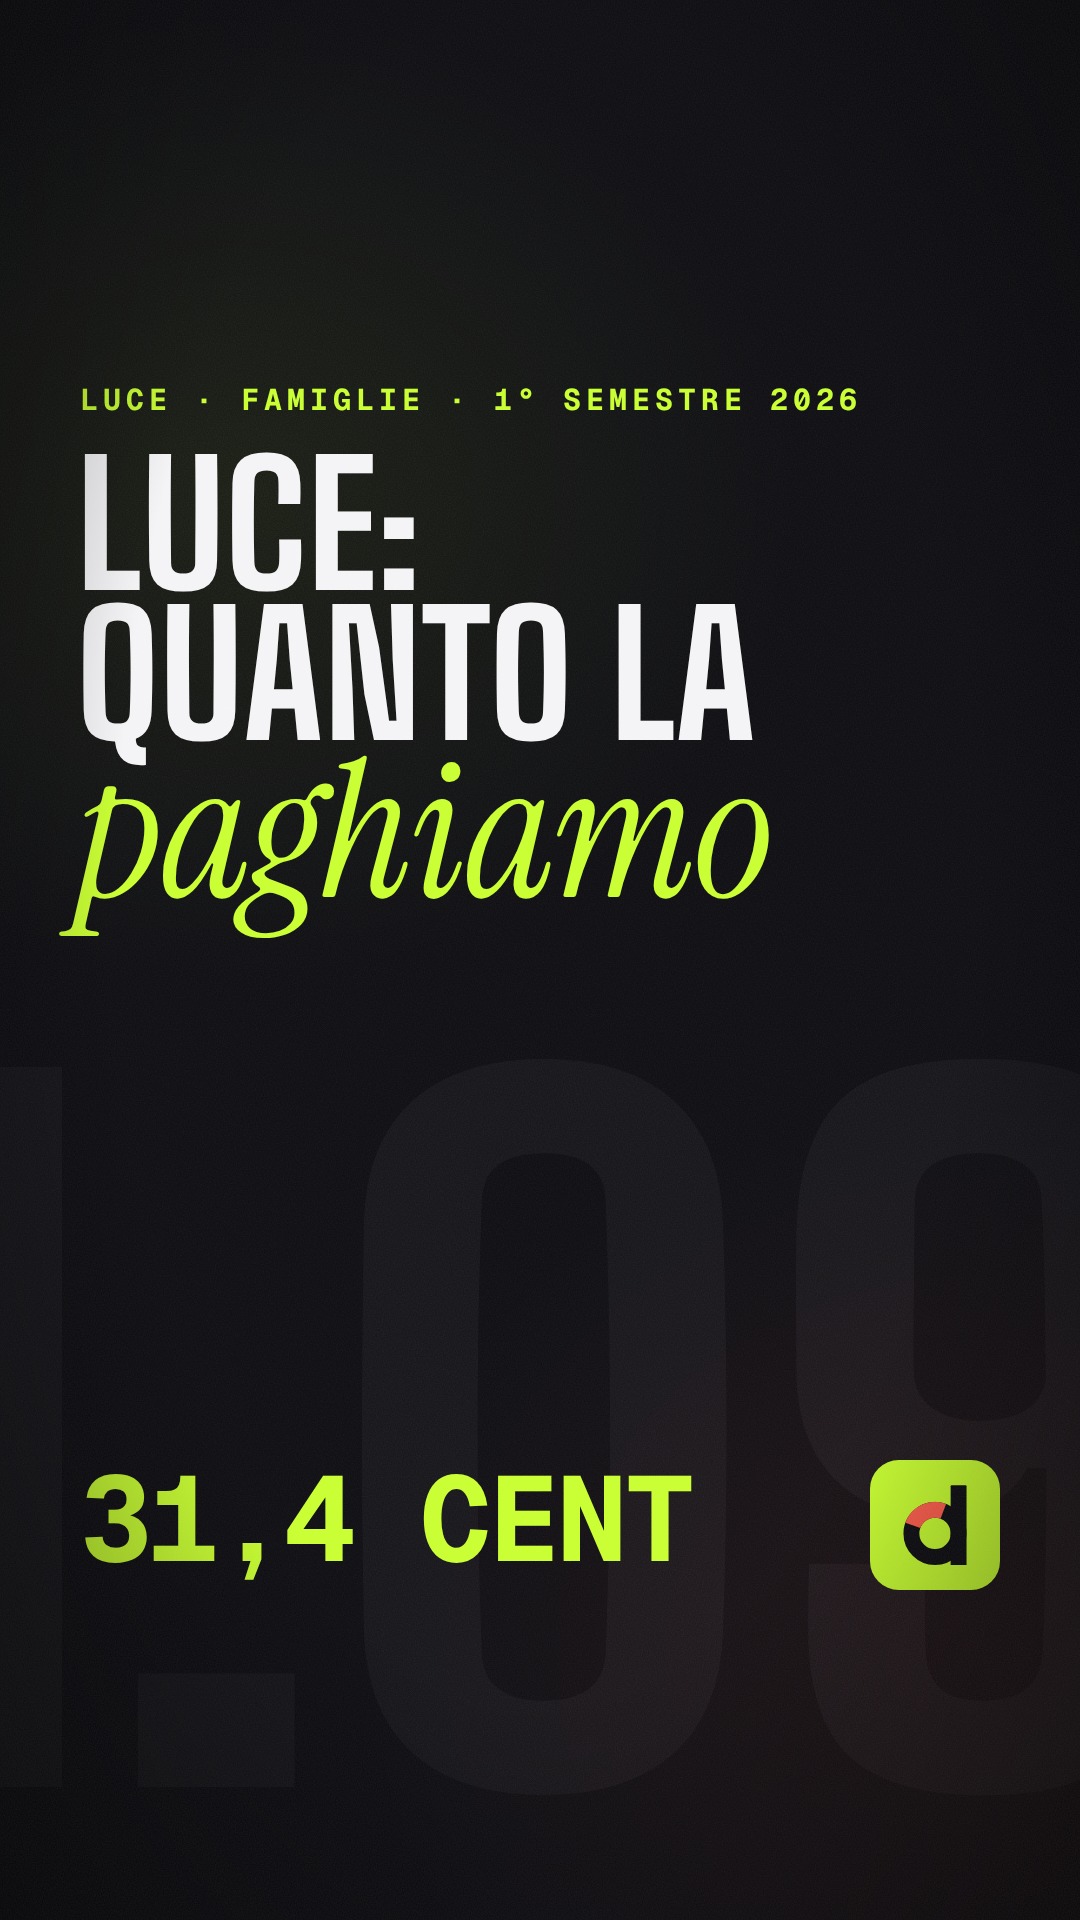 LUCE · FAMIGLIE · 1° SEMESTRE 2026
LUCE:
QUANTO LA
paghiamo
31,4 CENT
d